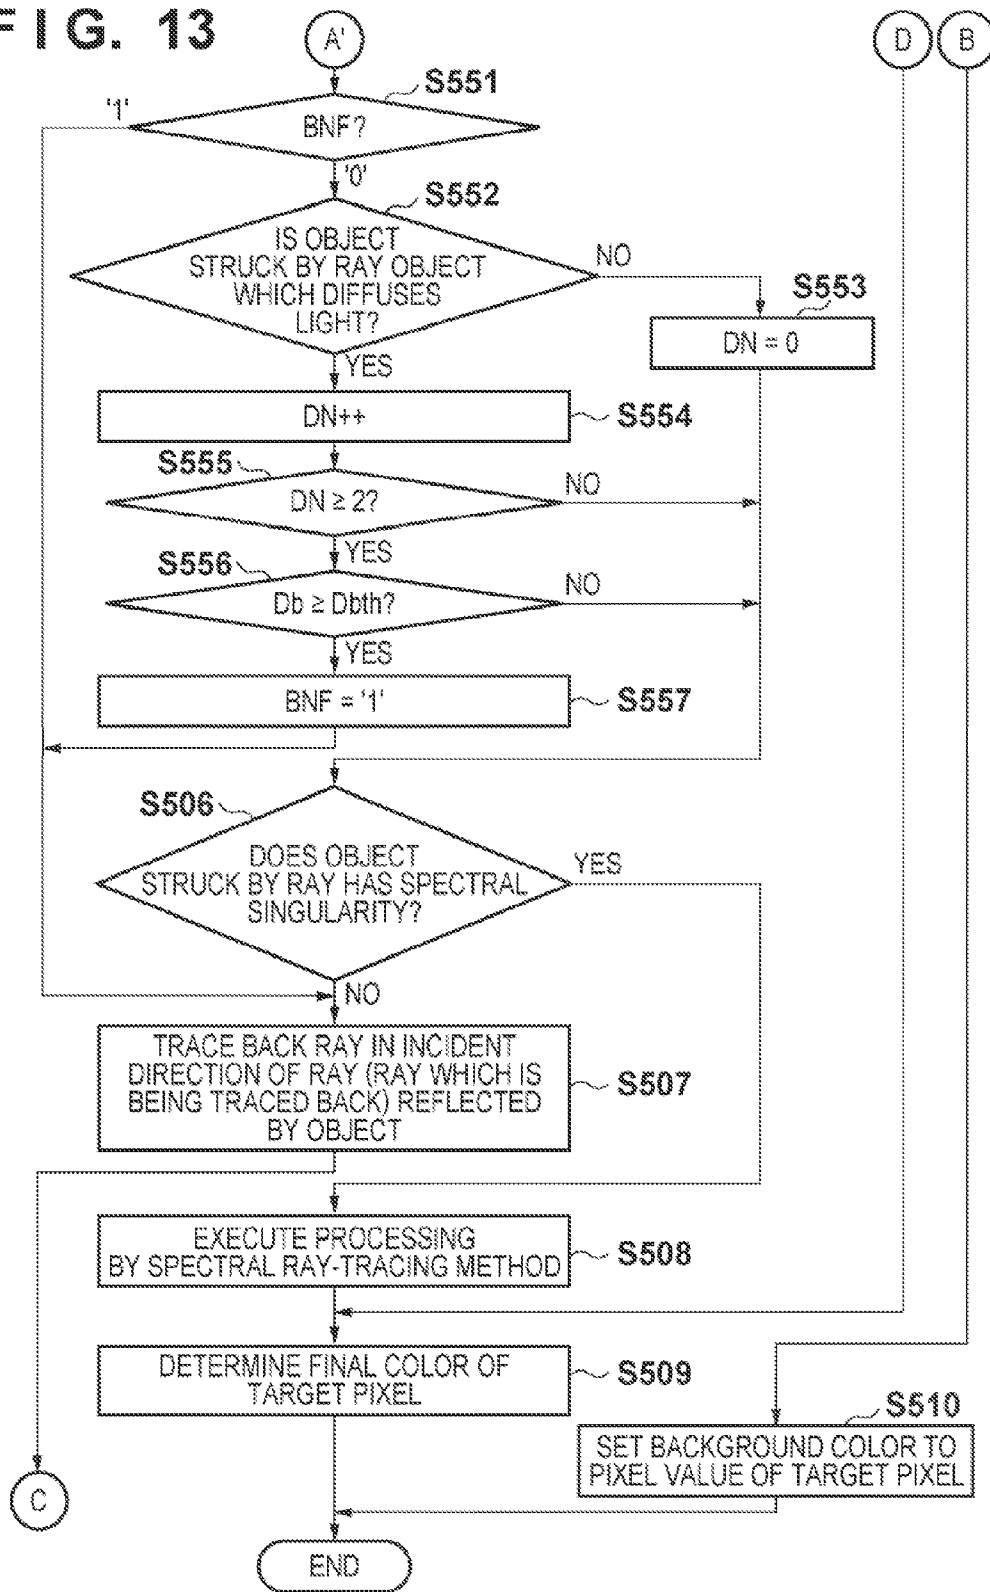 FIG. 13
A'
D
B
S551
'1'
BNF?
'0'
S552
IS OBJECT
STRUCK BY RAY OBJECT
WHICH DIFFUSES
LIGHT?
NO
S553
DN = 0
YES
DN++
S554
S555
DN ≥ 2?
NO
YES
S556
Db ≥ Dbth?
NO
YES
BNF = '1'
S557
S506
DOES OBJECT
STRUCK BY RAY HAS SPECTRAL
SINGULARITY?
YES
NO
TRACE BACK RAY IN INCIDENT
DIRECTION OF RAY (RAY WHICH IS
BEING TRACED BACK) REFLECTED
BY OBJECT
S507
EXECUTE PROCESSING
BY SPECTRAL RAY-TRACING METHOD
S508
DETERMINE FINAL COLOR OF
TARGET PIXEL
S509
S510
SET BACKGROUND COLOR TO
PIXEL VALUE OF TARGET PIXEL
C
END